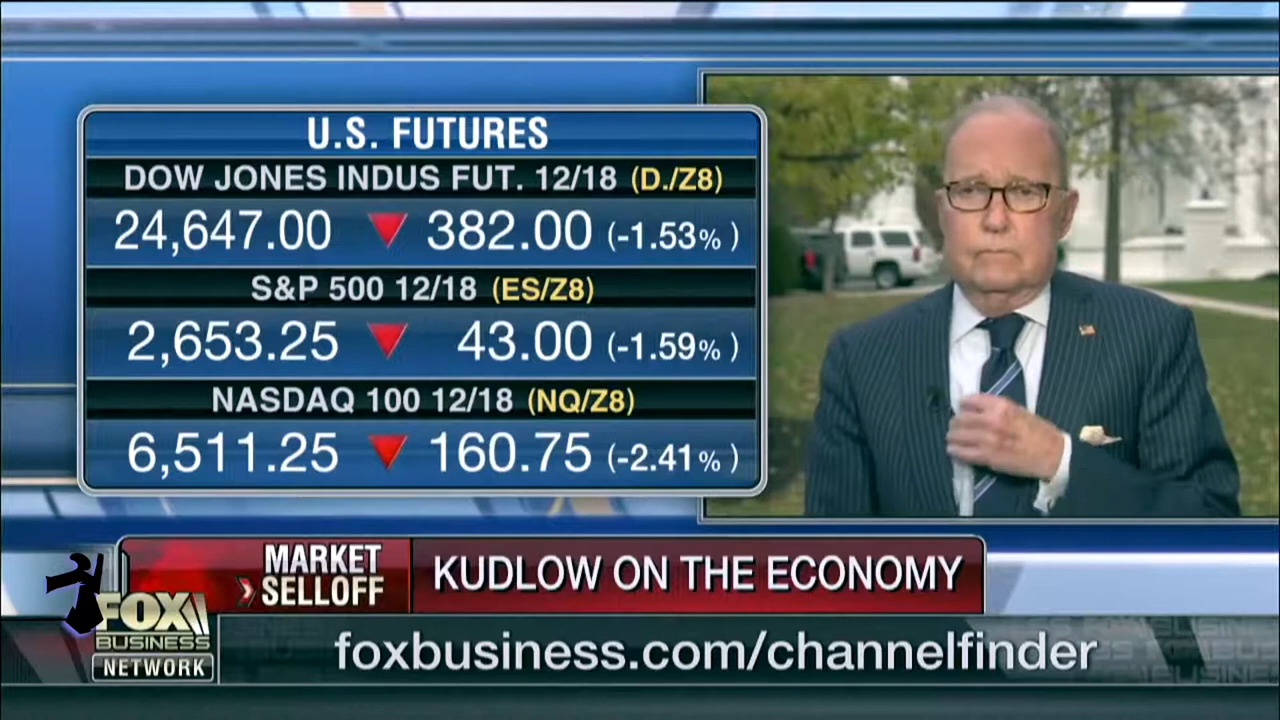 U.S. FUTURES
DOW JONES INDUS FUT. 12/18 (D./Z8)
24,647.00 ▼ 382.00 (-1.53%)
S&P 500 12/18 (ES/Z8)
2,653.25 ▼ 43.00 (-1.59%)
NASDAQ 100 12/18 (NQ/Z8)
6,511.25 ▼ 160.75 (-2.41%)
MARKET
SELLOFF
KUDLOW ON THE ECONOMY
FOX
BUSINESS
NETWORK
foxbusiness.com/channelfinder